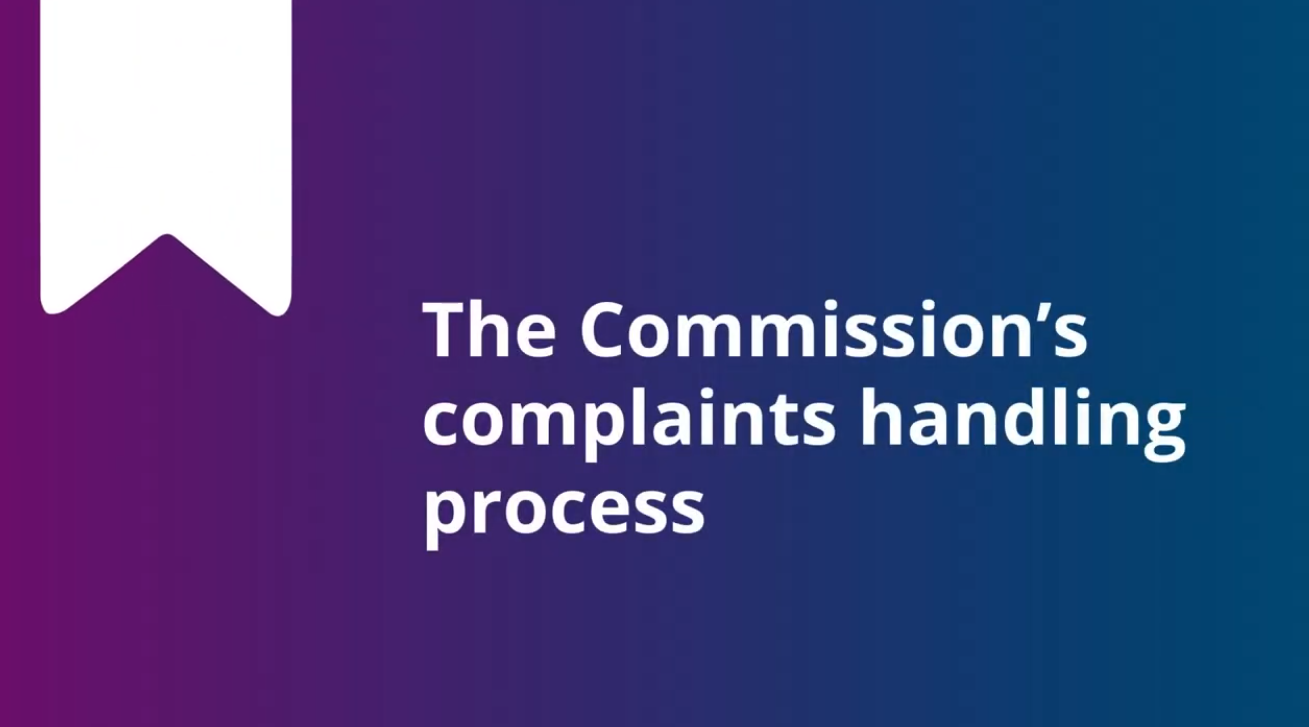 The Commission’s
complaints handling
process